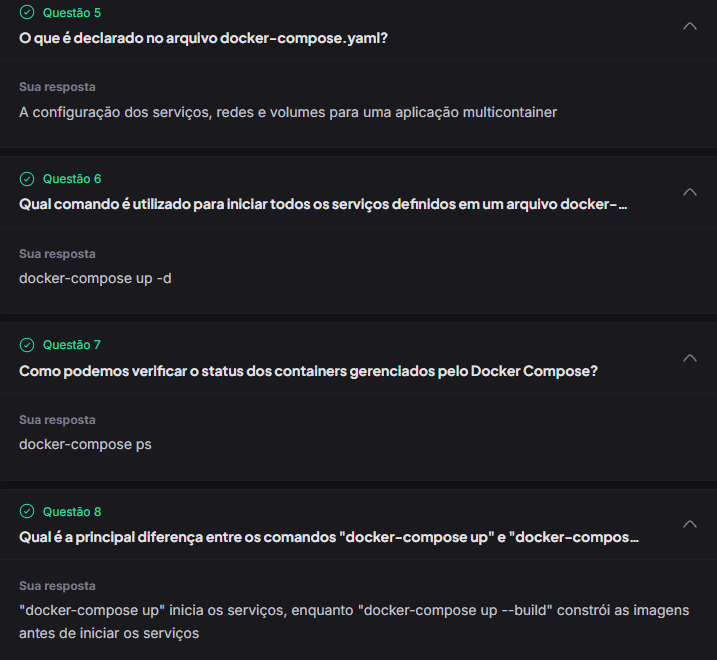 Questão 5
O que é declarado no arquivo docker-compose.yaml?
Sua resposta
A configuração dos serviços, redes e volumes para uma aplicação multicontainer
Questão 6
Qual comando é utilizado para iniciar todos os serviços definidos em um arquivo docker-...
Sua resposta
docker-compose up -d
Questão 7
Como podemos verificar o status dos containers gerenciados pelo Docker Compose?
Sua resposta
docker-compose ps
Questão 8
Qual é a principal diferença entre os comandos "docker-compose up" e "docker-compos...
Sua resposta
"docker-compose up" inicia os serviços, enquanto "docker-compose up --build" constrói as imagens
antes de iniciar os serviços